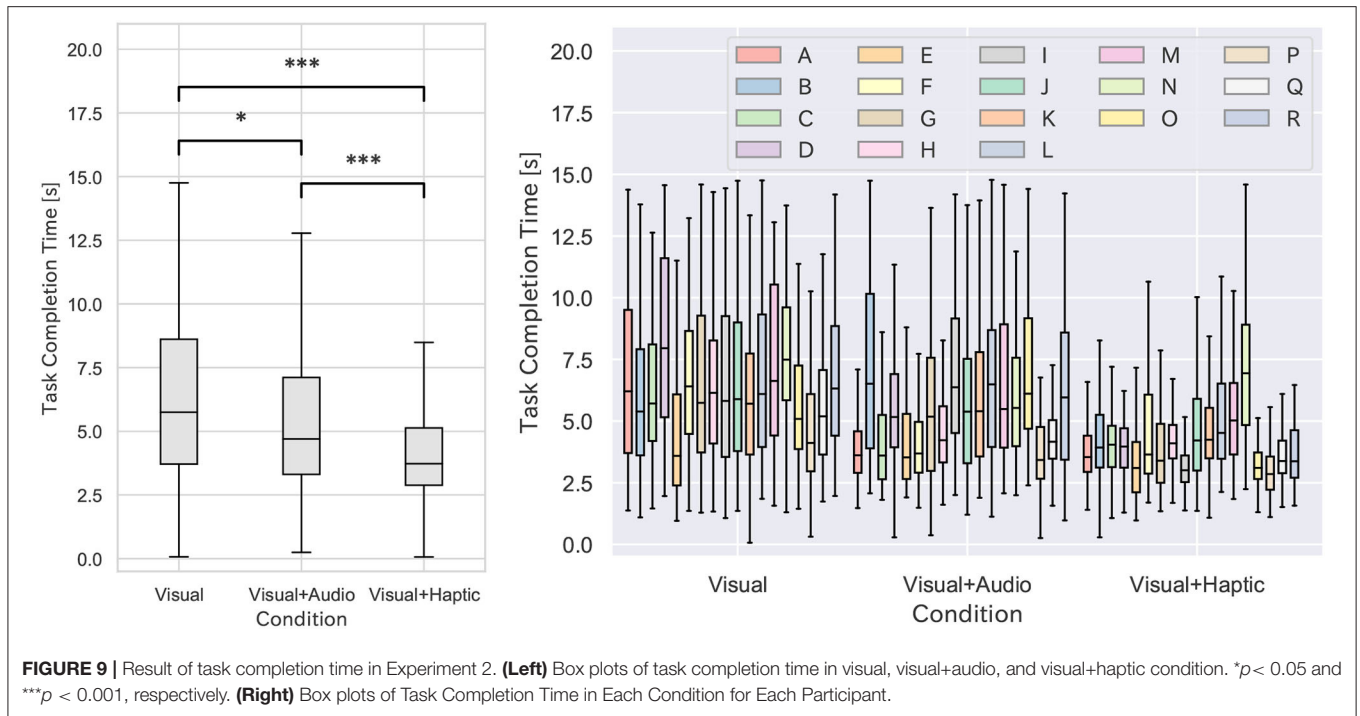 20.0
17.5
15.0
12.5
10.0
7.5
5.0
2.5
0.0
Task Completion Time [s]
***
*
***
Visual Visual+Audio Visual+Haptic
Condition
20.0
17.5
15.0
12.5
10.0
7.5
5.0
2.5
0.0
Task Completion Time [s]
A E I M P
B F J N Q
C G K O R
D H L
Visual Visual+Audio Visual+Haptic
Condition
FIGURE 9 | Result of task completion time in Experiment 2. (Left) Box plots of task completion time in visual, visual+audio, and visual+haptic condition. *p< 0.05 and
***p < 0.001, respectively. (Right) Box plots of Task Completion Time in Each Condition for Each Participant.